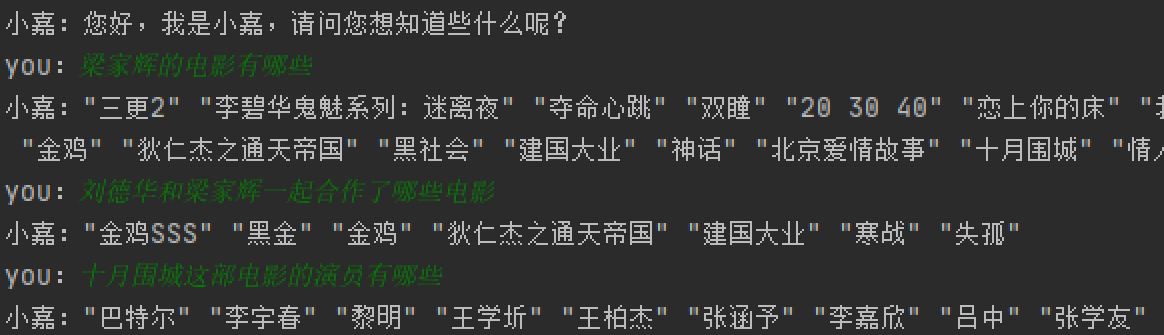 小嘉: 您好，我是小嘉，请问您想知道些什么呢？
you: 梁家辉的电影有哪些
小嘉: "三更2" "李碧华鬼魅系列：迷离夜" "夺命心跳" "双瞳" "20 30 40" "恋上你的床" "
"金鸡" "狄仁杰之通天帝国" "黑社会" "建国大业" "神话" "北京爱情故事" "十月围城" "情人
you: 刘德华和梁家辉一起合作了哪些电影
小嘉: "金鸡SSS" "黑金" "金鸡" "狄仁杰之通天帝国" "建国大业" "寒战" "失孤"
you: 十月围城这部电影的演员有哪些
小嘉: "巴特尔" "李宇春" "黎明" "王学圻" "王柏杰" "张涵予" "李嘉欣" "吕中" "张学友"